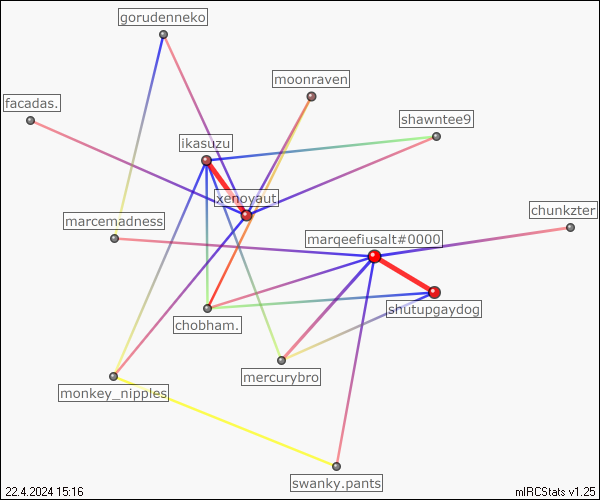 gorudenneko
moonraven
facadas.
shawntee9
ikasuzu
xenoyaut
chunkzter
marcemadness
marqeefiusalt#0000
shutupgaydog
chobham.
mercurybro
monkey_nipples
swanky.pants
22.4.2024 15:16
mIRCStats v1.25